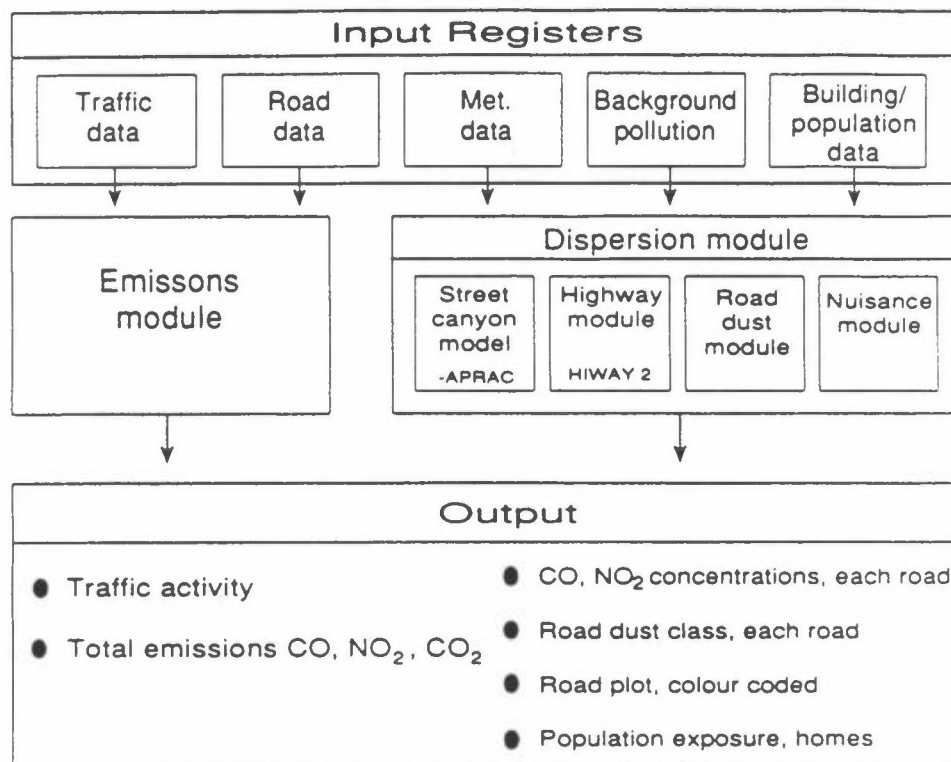 Input Registers
Traffic
data
Road
data
Met.
data
Background
pollution
Building/
population
data
Emissons
module
Dispersion module
Street
canyon
model
-APRAC
Highway
module
HIWAY 2
Road
dust
module
Nuisance
module
Output
● Traffic activity
● Total emissions CO, NO₂, CO₂
● CO, NO₂ concentrations, each road
● Road dust class, each road
● Road plot, colour coded
● Population exposure, homes